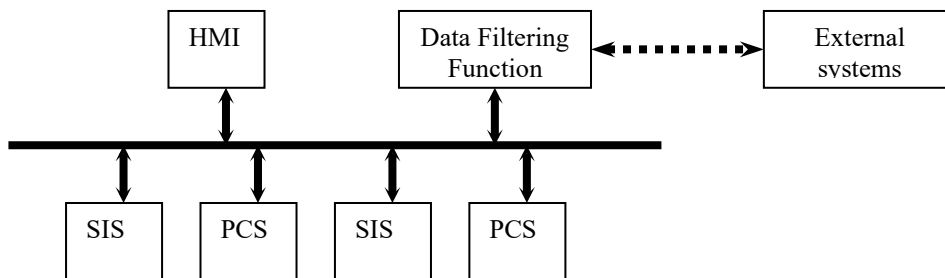 HMI
Data Filtering
Function
External
systems
SIS
PCS
SIS
PCS